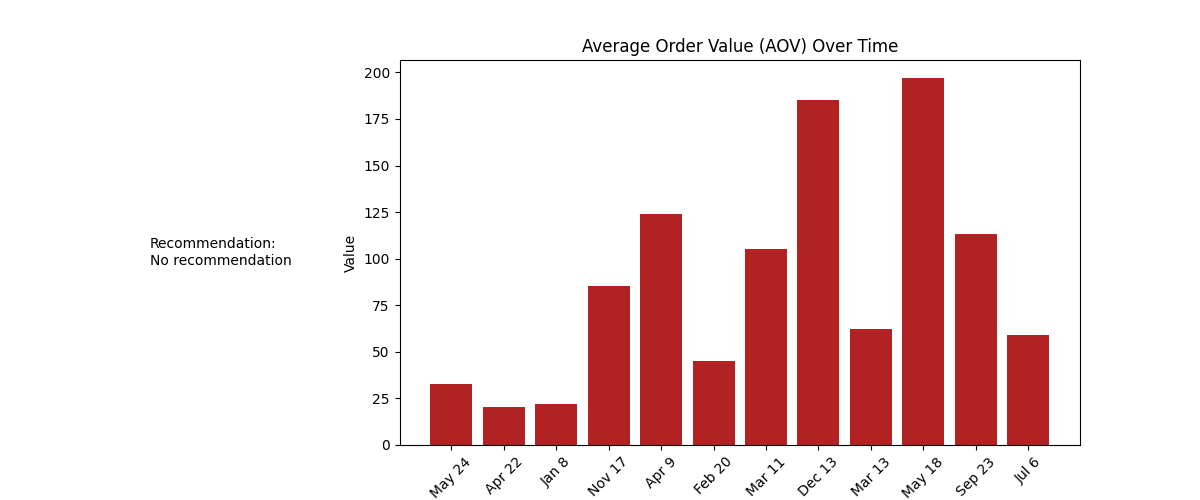 Average Order Value (AOV) Over Time
Recommendation:
No recommendation
Value
200
175
150
125
100
75
50
25
0
May 24
Apr 22
Jan 8
Nov 17
Apr 9
Feb 20
Mar 11
Dec 13
Mar 13
May 18
Sep 23
Jul 6